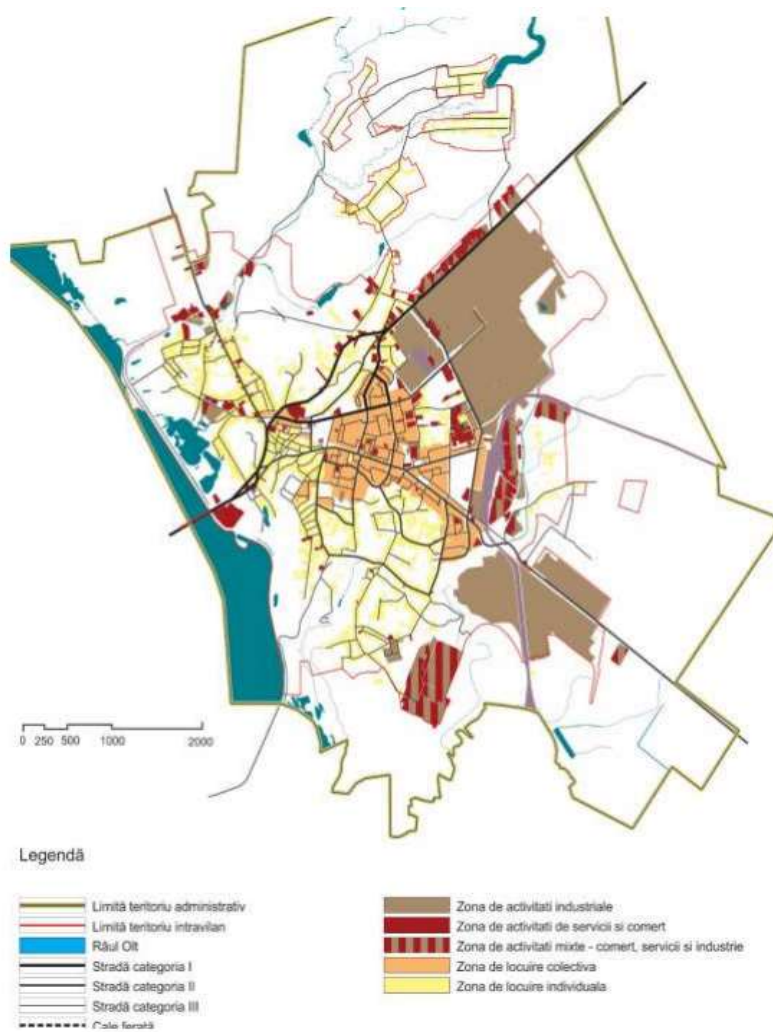 0 250 500 1000 2000
Legendă
Limită teritoriu administrativ
Limită teritoriu intravilan
Râul Olt
Stradă categoria I
Stradă categoria II
Stradă categoria III
Cale ferată
Zona de activitati industriale
Zona de activitati de servicii si comert
Zona de activitati mixte - comert, servicii si industrie
Zona de locuire colectiva
Zona de locuire individuala